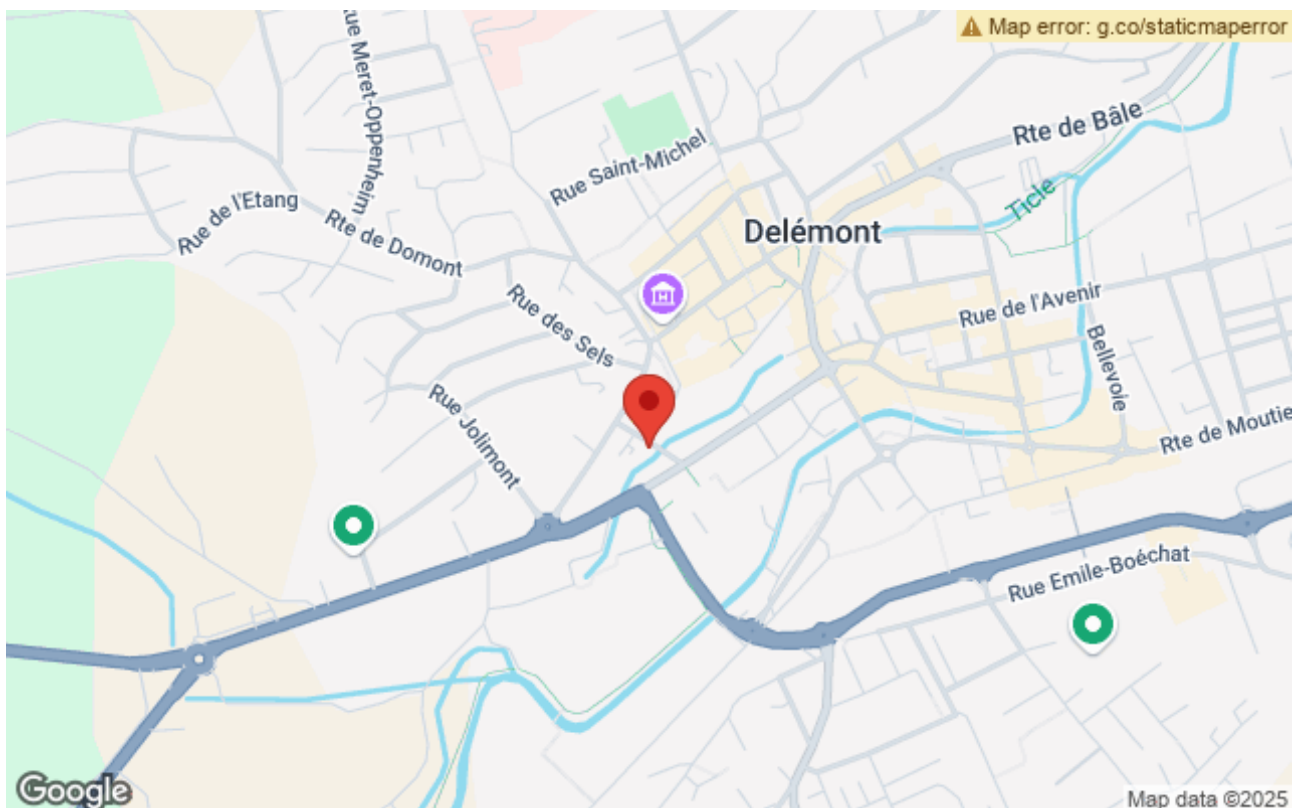 Map error: g.co/staticmaperror
Rue Meret-Oppenheim
Rte de Bâle
Rue Saint-Michel
Rue de l'Etang
Ticle
Rte de Domont
Delémont
Rue des Sels
Rue de l'Avenir
Bellevoie
Rue Jolimont
Rte de Moutie
Rue Emile-Boéchat
Google
Map data ©2025